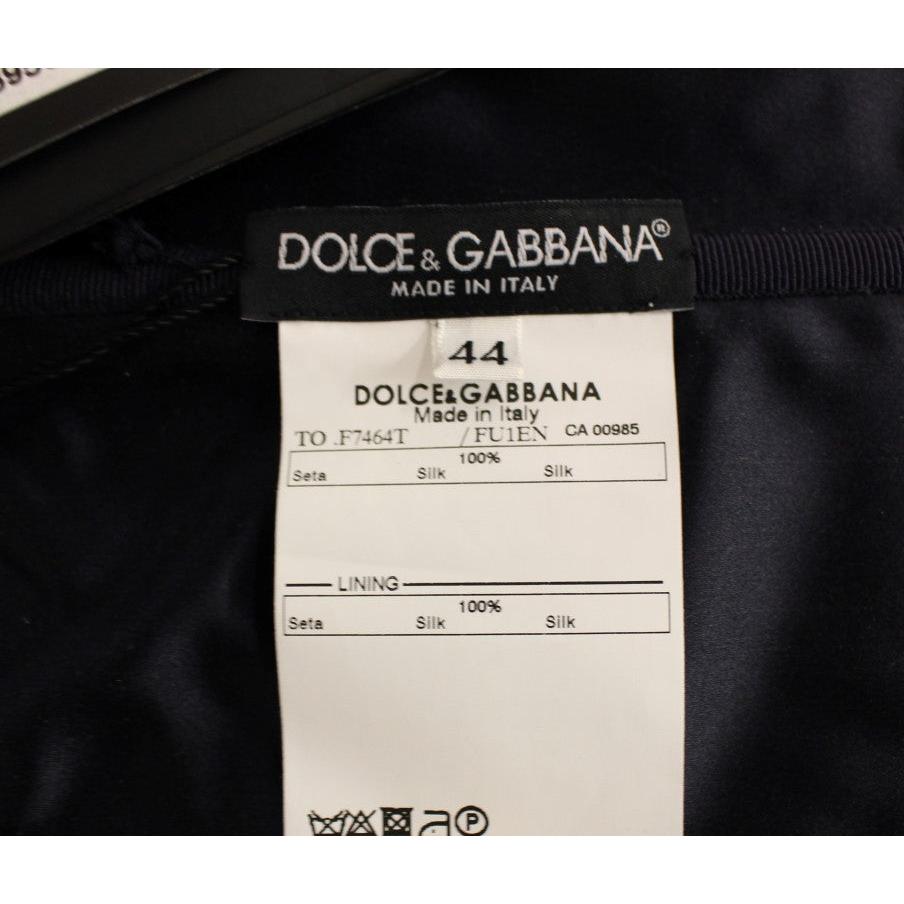 DOLCE & GABBANA®
MADE IN ITALY
44
DOLCE&GABBANA
Made in Italy
TO .F7464T /FU1EN CA 00985
100%
Seta Silk Silk
LINING
100%
Seta Silk Silk
P